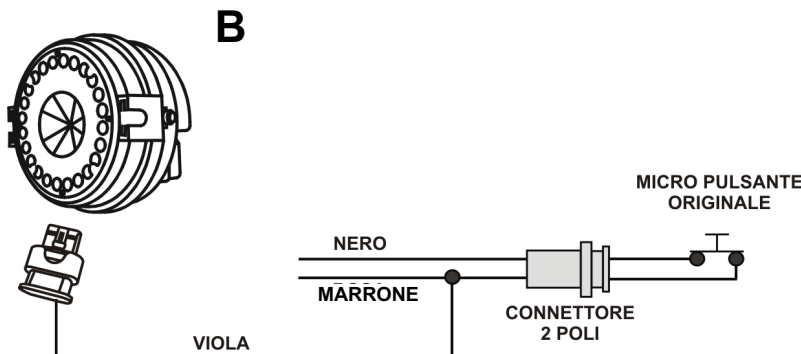 B
MICRO PULSANTE
ORIGINALE
NERO
MARRONE
CONNETTORE
2 POLI
VIOLA